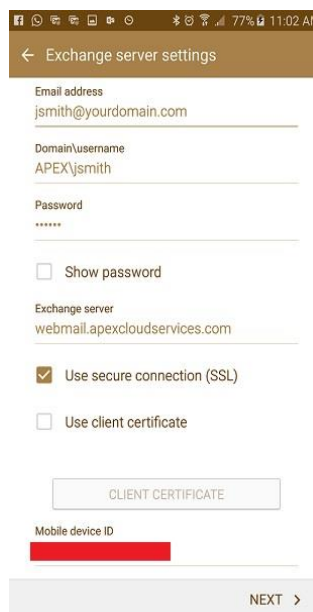 77% 11:02 AM
← Exchange server settings
Email address
jsmith@yourdomain.com
Domain\username
APEX\jsmith
Password
••••••
Show password
Exchange server
webmail.apexcloudservices.com
Use secure connection (SSL)
Use client certificate
CLIENT CERTIFICATE
Mobile device ID
NEXT >